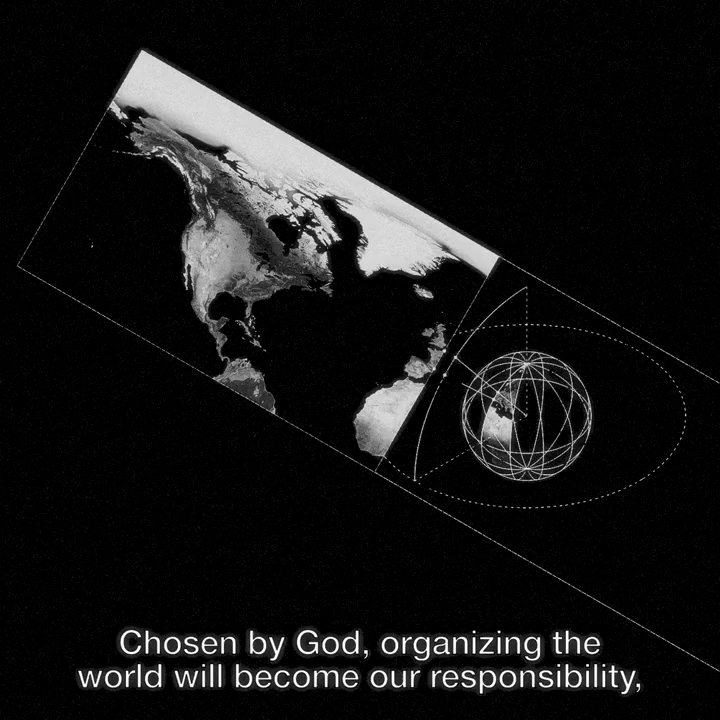 Chosen by God, organizing the
world will become our responsibility,